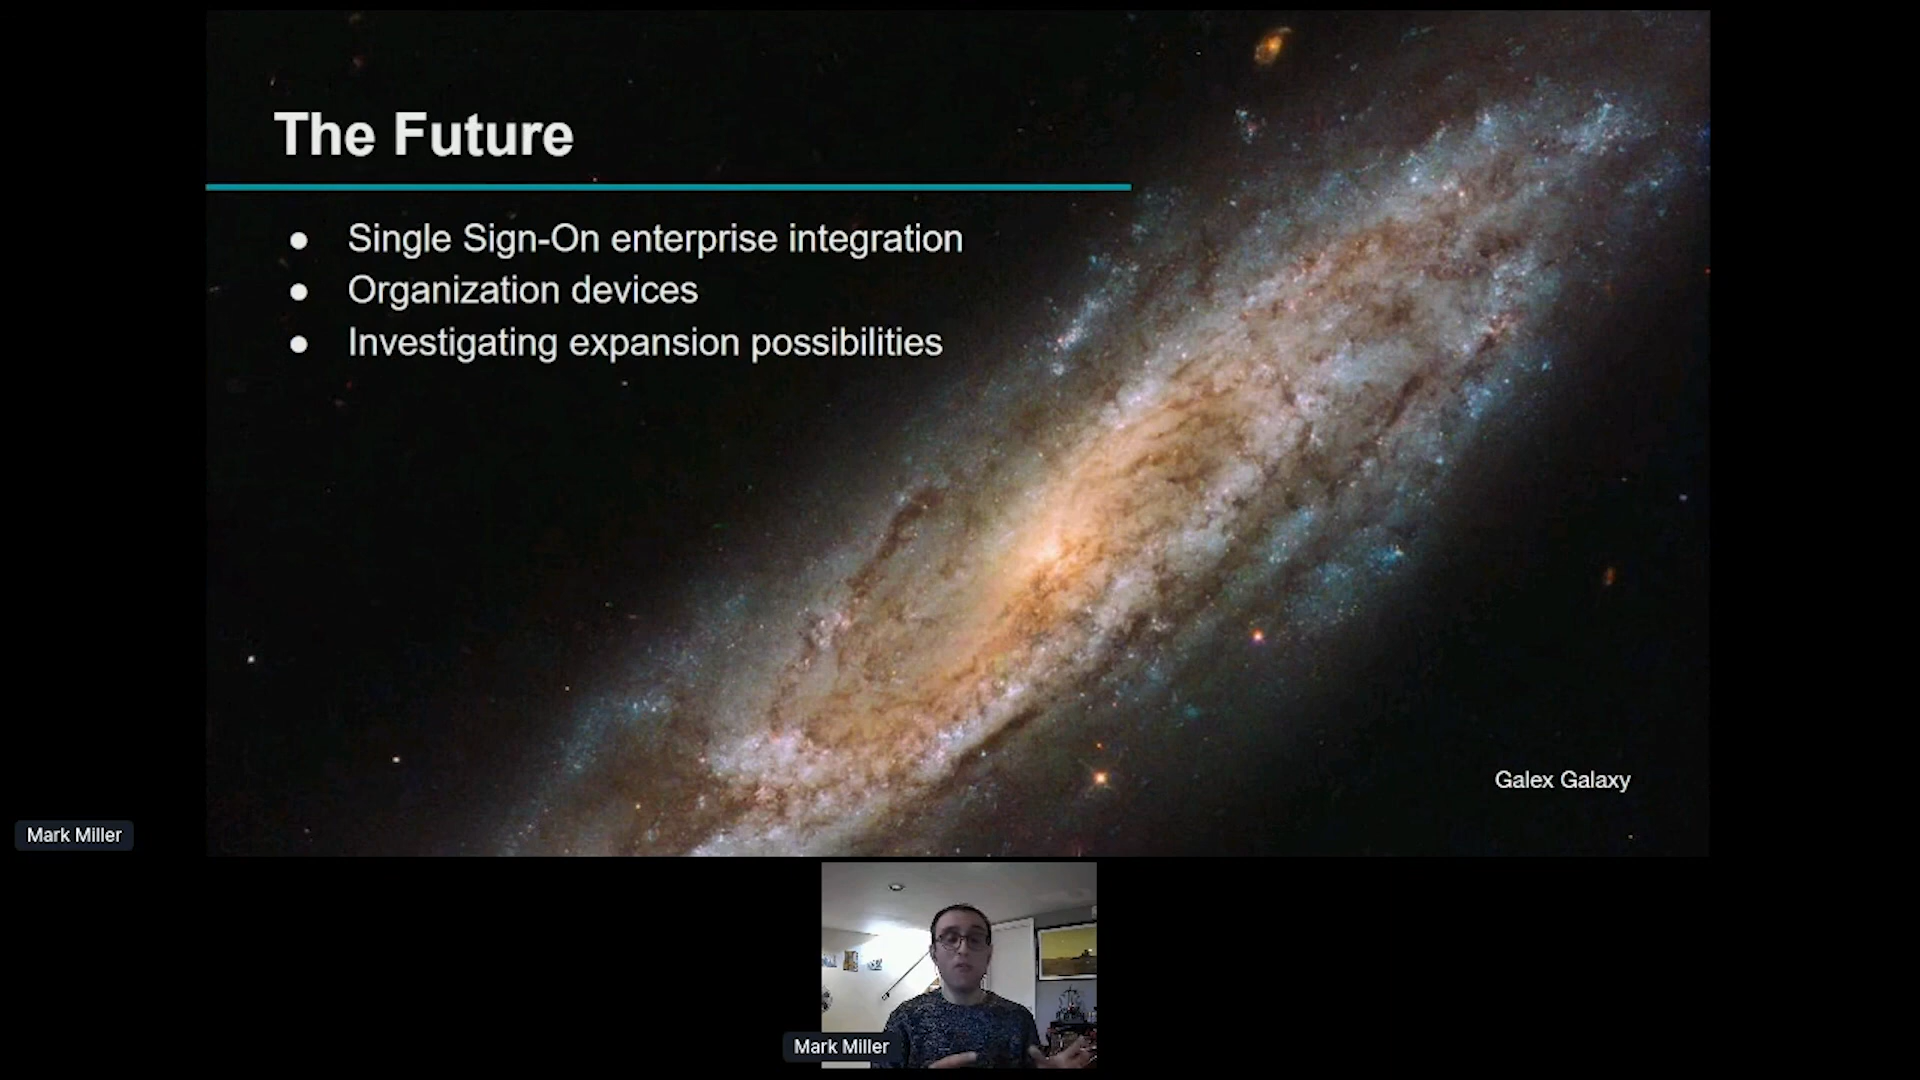 The Future
● Single Sign-On enterprise integration
● Organization devices
● Investigating expansion possibilities
Galex Galaxy
Mark Miller
Mark Miller